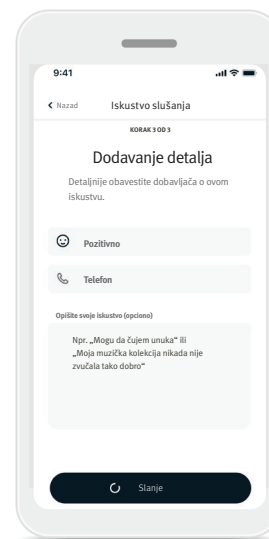 9:41
Nazad
Iskustvo slušanja
KORAK 3 OD 3
Dodavanje detalja
Detaljnije obavestite dobavljača o ovom
iskustvu.
Pozitivno
Telefon
Opišite svoje iskustvo (opciono)
Npr. „Mogu da čujem unuka“ ili
„Moja muzička kolekcija nikada nije
zvučala tako dobro“
Slanje